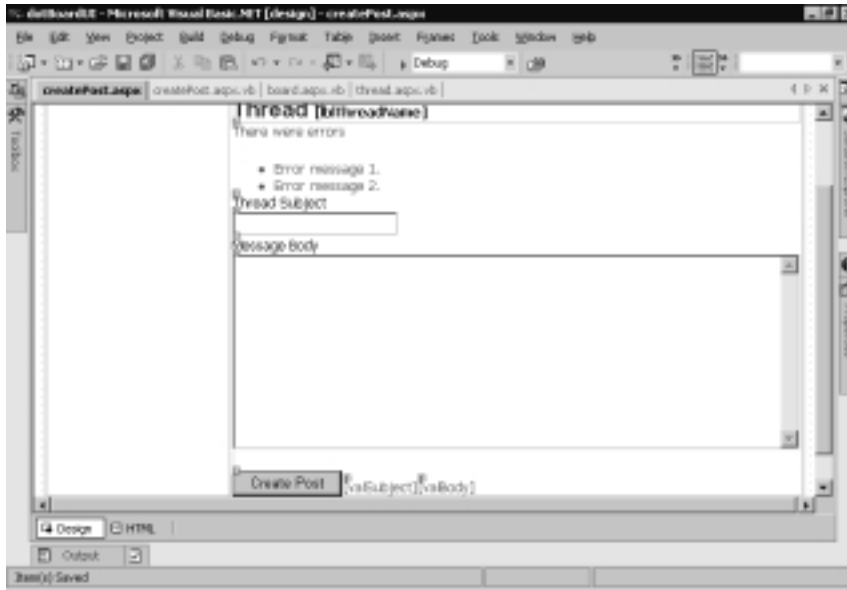 dotBoardUI - Microsoft Visual Basic .NET [design] - createPost.aspx
File Edit View Project Build Debug Format Table Insert Frames Tools Window Help
Debug
createPost.aspx createPost.aspx.vb board.aspx.vb thread.aspx.vb
Toolbox
Thread [lblThreadName]
There were errors
Error message 1.
Error message 2.
Thread Subject
Message Body
Create Post [valSubject] [valBody]
Design HTML
Output
Item(s) Saved